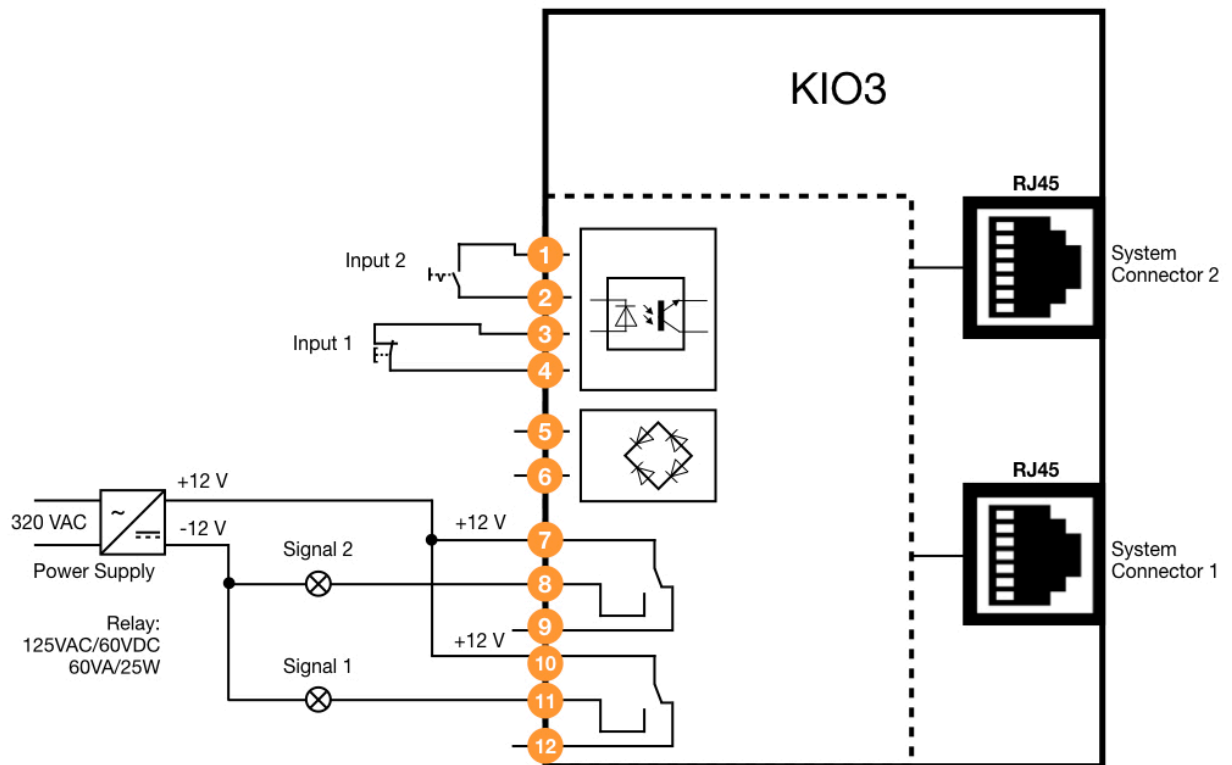 KIO3
RJ45
System
Connector 2
Input 2
1
2
Input 1
3
4
5
6
RJ45
System
Connector 1
320 VAC
~
+12 V
-12 V
Power Supply
+12 V
7
Signal 2
8
9
Relay:
125VAC/60VDC
60VA/25W
+12 V
10
Signal 1
11
12